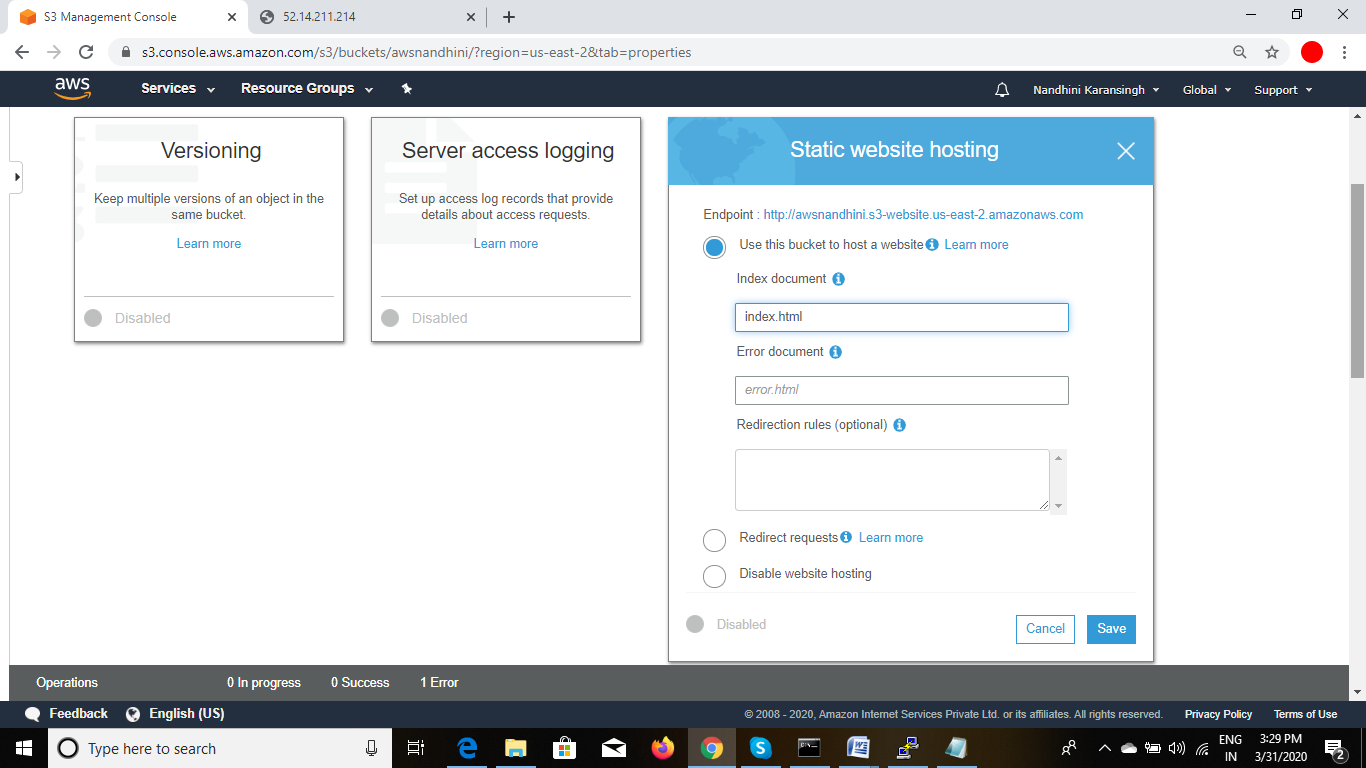 S3 Management Console
52.14.211.214
s3.console.aws.amazon.com/s3/buckets/awsnandhini/?region=us-east-2&tab=properties
aws
Services
Resource Groups
Nandhini Karansingh
Global
Support
Versioning
Keep multiple versions of an object in the
same bucket.
Learn more
Disabled
Server access logging
Set up access log records that provide
details about access requests.
Learn more
Disabled
Static website hosting
Endpoint : http://awsnandhini.s3-website.us-east-2.amazonaws.com
Use this bucket to host a website Learn more
Index document
index.html
Error document
error.html
Redirection rules (optional)
Redirect requests Learn more
Disable website hosting
Disabled
Cancel
Save
Operations
0 In progress
0 Success
1 Error
Feedback
English (US)
© 2008 - 2020, Amazon Internet Services Private Ltd. or its affiliates. All rights reserved.
Privacy Policy
Terms of Use
Type here to search
ENG
IN
3:29 PM
3/31/2020
2